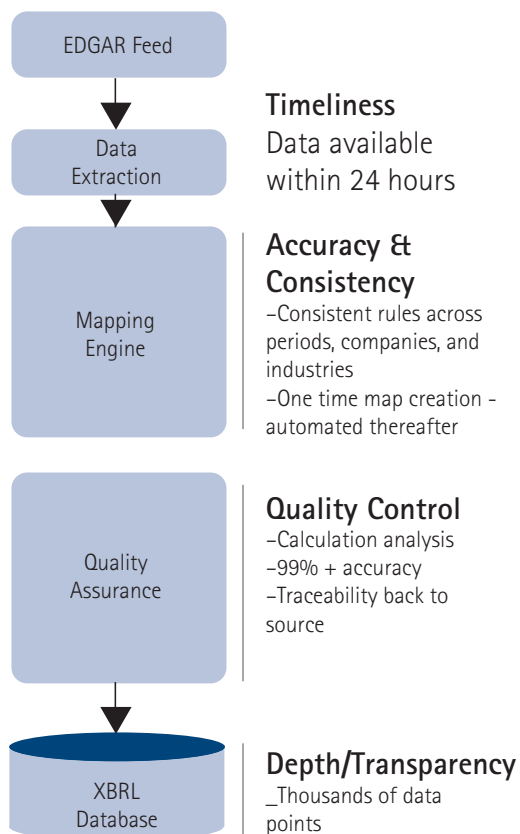 EDGAR Feed
Timeliness
Data available
within 24 hours
Data
Extraction
Accuracy &
Consistency
–Consistent rules across
periods, companies, and
industries
–One time map creation -
automated thereafter
Mapping
Engine
Quality Control
–Calculation analysis
–99% + accuracy
–Traceability back to
source
Quality
Assurance
Depth/Transparency
_Thousands of data
points
XBRL
Database